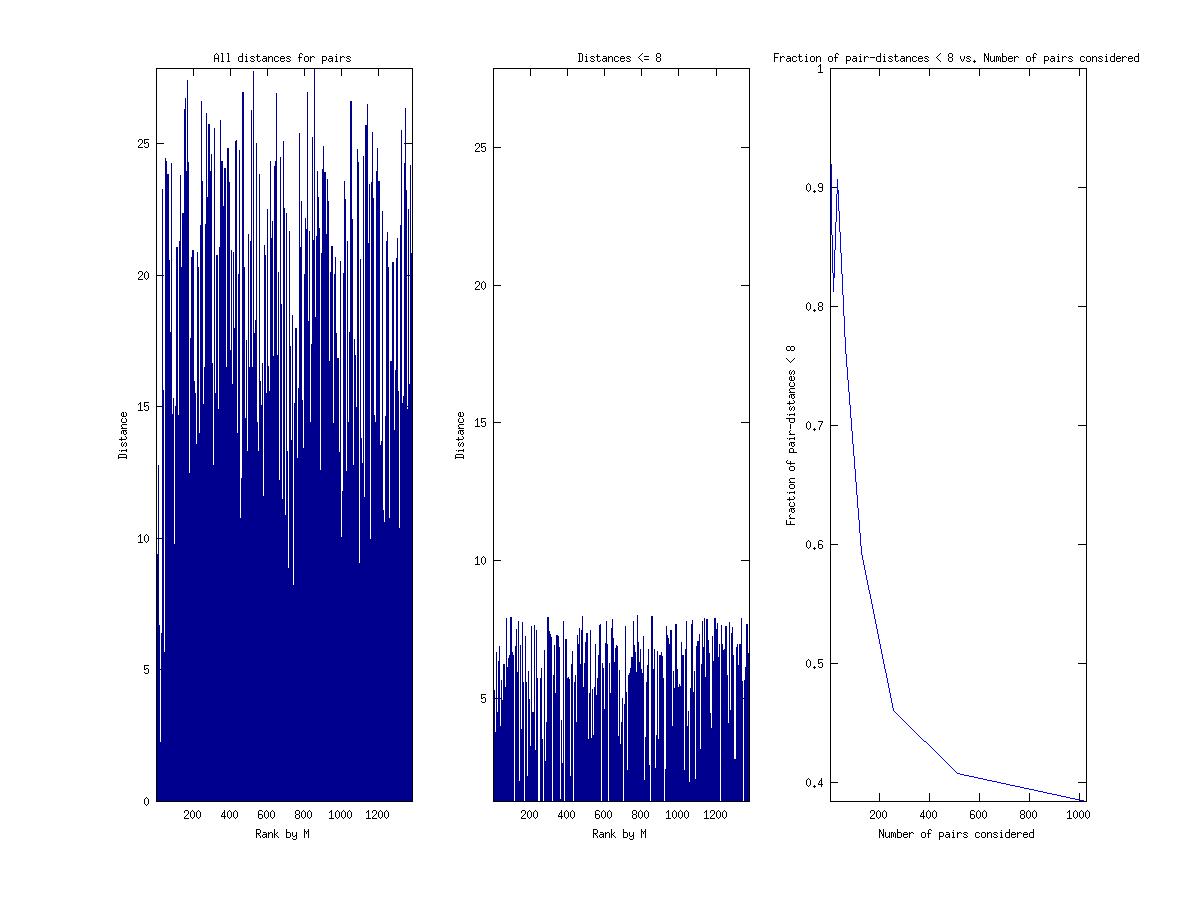 All distances for pairs
25
20
15
10
5
0
Distance
200 400 600 800 1000 1200
Rank by M
Distances <= 8
25
20
15
10
5
Distance
200 400 600 800 1000 1200
Rank by M
Fraction of pair-distances < 8 vs. Number of pairs considered
1
0.9
0.8
0.7
0.6
0.5
0.4
Fraction of pair-distances < 8
200 400 600 800 1000
Number of pairs considered